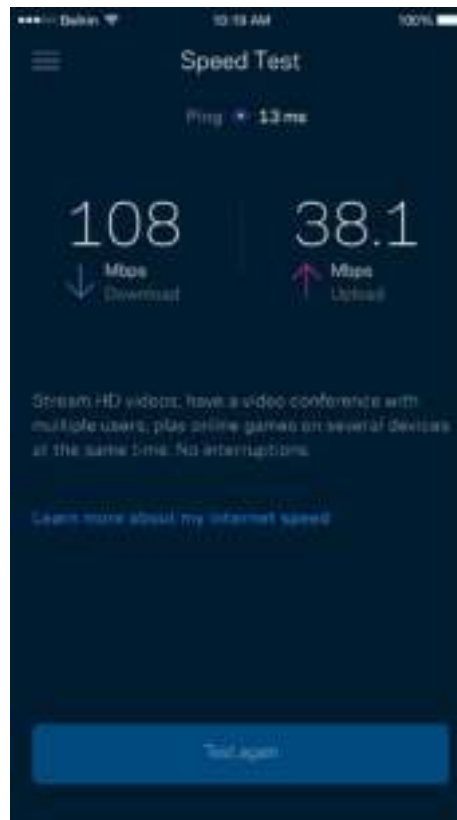 Belkin 10:19 AM 100%
Speed Test
Ping 13 ms
108 38.1
Mbps Mbps
Download Upload
Stream HD videos, have a video conference with
multiple users, play online games on several devices
at the same time. No interruptions.
Learn more about my internet speed
Test again